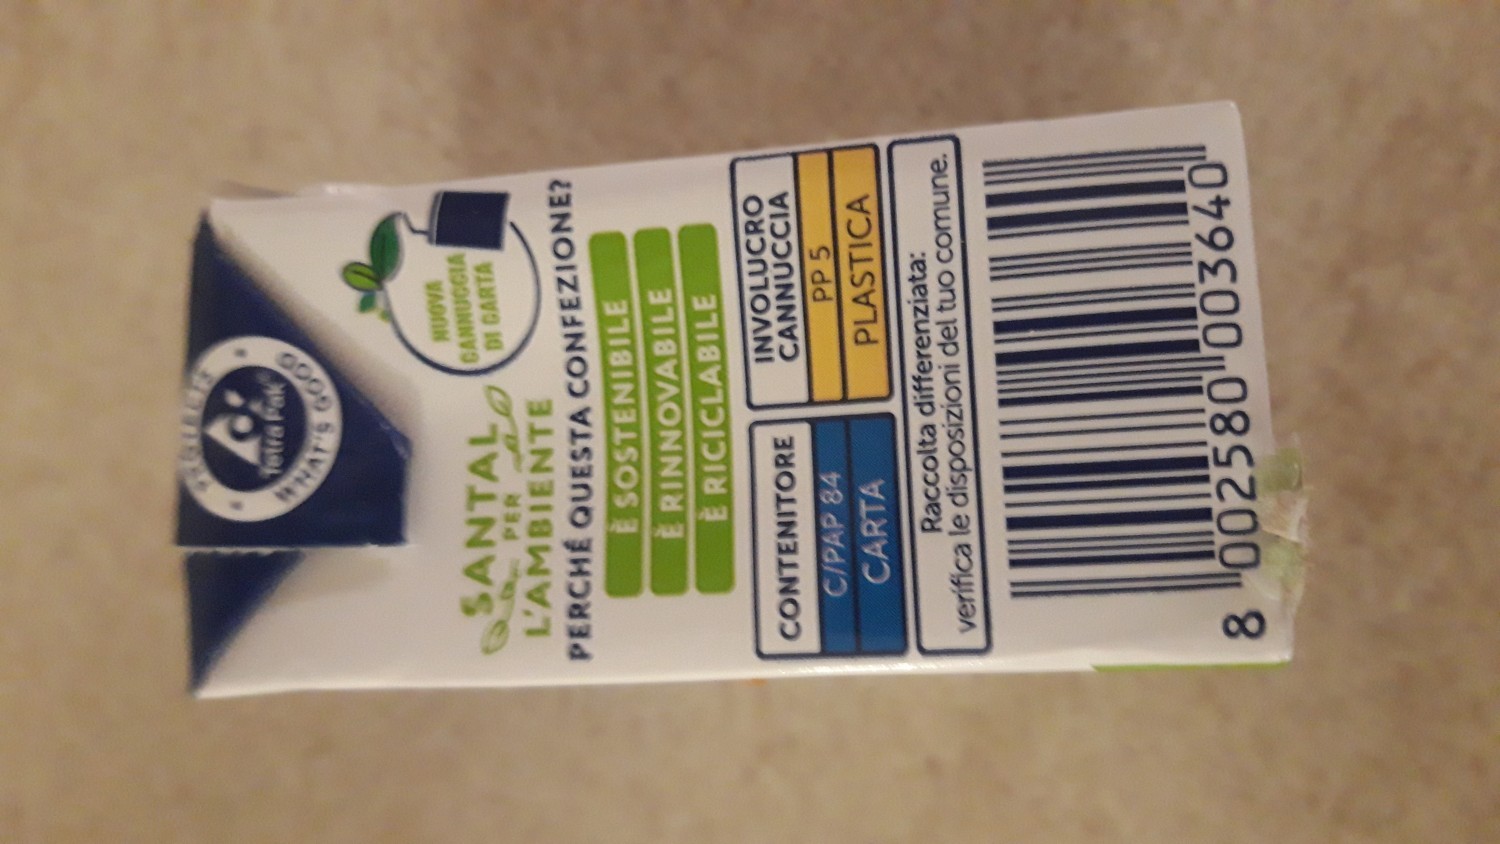 PROTECTS
Tetra Pak®
WHAT'S GOOD
NUOVA
CANNUCCIA
DI CARTA
SANTAL
PER
L'AMBIENTE
PERCHÉ QUESTA CONFEZIONE?
È SOSTENIBILE
È RINNOVABILE
È RICICLABILE
CONTENITORE
C/PAP 84
CARTA
INVOLUCRO
CANNUCCIA
PP 5
PLASTICA
Raccolta differenziata:
verifica le disposizioni del tuo comune.
8 002580 003640